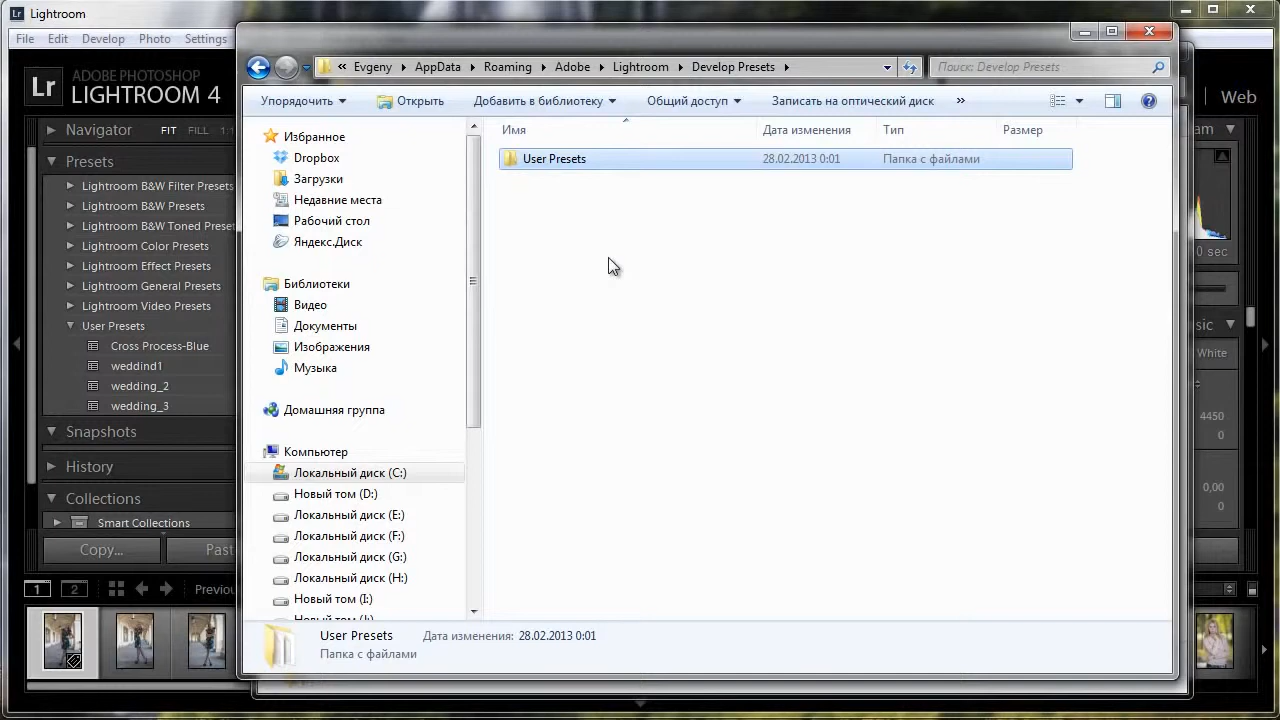 Lightroom
File Edit Develop Photo Settings
Lr ADOBE PHOTOSHOP
LIGHTROOM 4
Web
Navigator FIT FILL 1:1
Presets
Lightroom B&W Filter Presets
Lightroom B&W Presets
Lightroom B&W Toned Preset
Lightroom Color Presets
Lightroom Effect Presets
Lightroom General Presets
Lightroom Video Presets
User Presets
Cross Process-Blue
weddind1
wedding_2
wedding_3
Snapshots
History
Collections
Smart Collections
Copy...
1 2
« Evgeny AppData Roaming Adobe Lightroom Develop Presets
Поиск: Develop Presets
Упорядочить Открыть Добавить в библиотеку Общий доступ Записать на оптический диск »
Имя Дата изменения Тип Размер
User Presets 28.02.2013 0:01 Папка с файлами
Избранное
Dropbox
Загрузки
Недавние места
Рабочий стол
Яндекс.Диск
Библиотеки
Видео
Документы
Изображения
Музыка
Домашняя группа
Компьютер
Локальный диск (C:)
Новый том (D:)
Локальный диск (E:)
Локальный диск (F:)
Локальный диск (G:)
Локальный диск (H:)
Новый том (I:)
User Presets Дата изменения: 28.02.2013 0:01
Папка с файлами
0 sec
White
4450
0
0,00
0